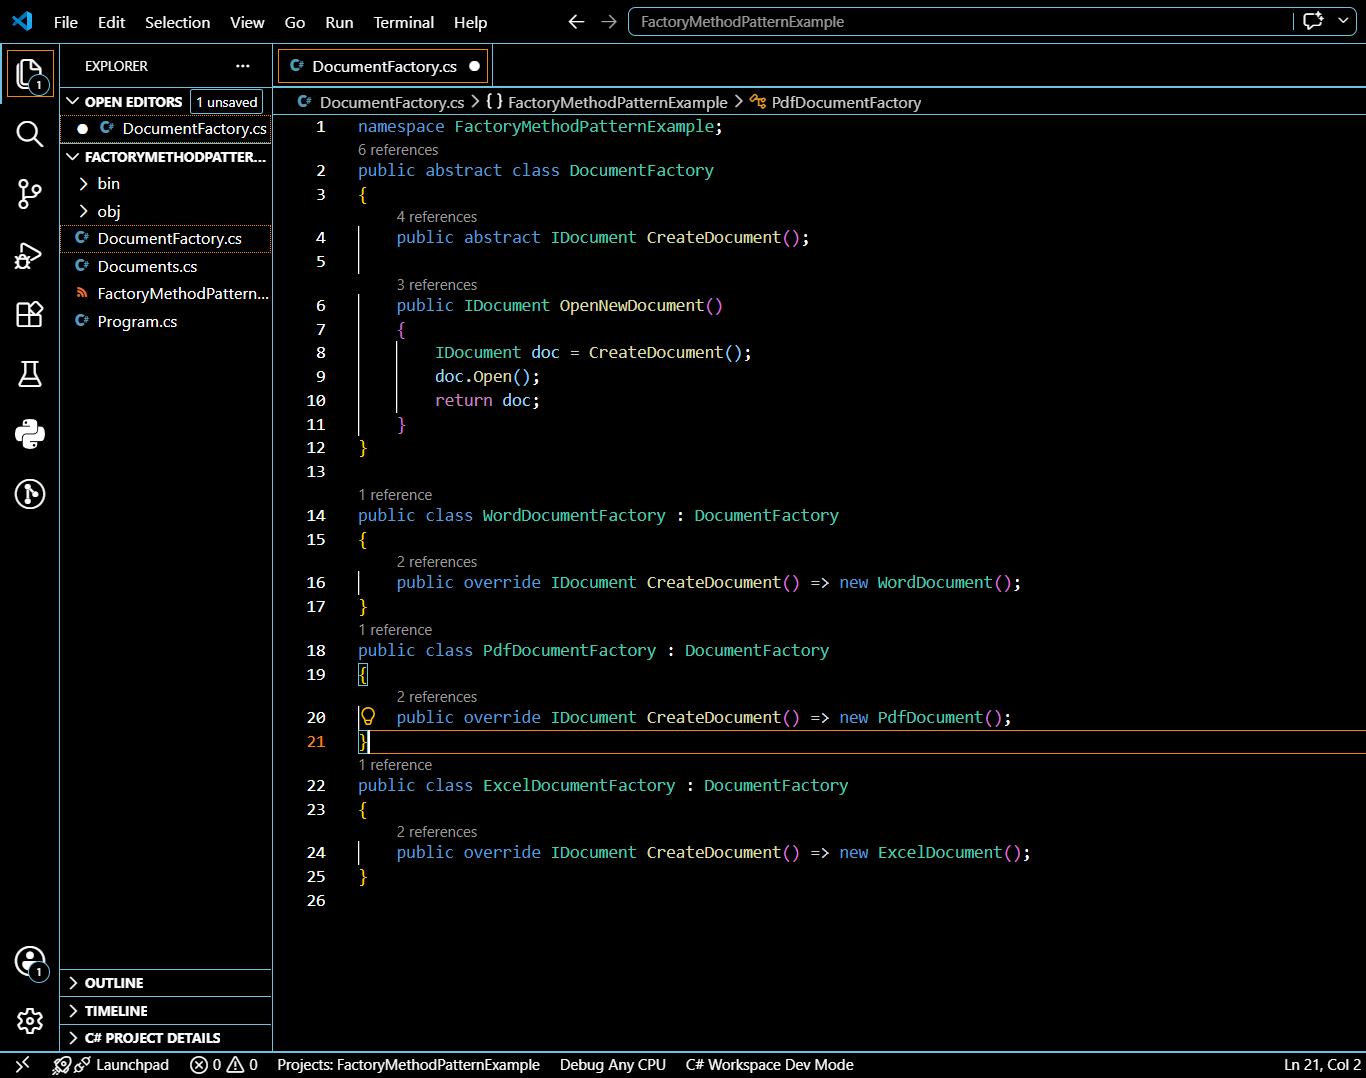 File Edit Selection View Go Run Terminal Help FactoryMethodPatternExample
EXPLORER ...
OPEN EDITORS 1 unsaved
C# DocumentFactory.cs
FACTORYMETHODPATTER...
bin
obj
C# DocumentFactory.cs
C# Documents.cs
FactoryMethodPattern...
C# Program.cs
OUTLINE
TIMELINE
C# PROJECT DETAILS
1
1
C# DocumentFactory.cs
C# DocumentFactory.cs > {} FactoryMethodPatternExample > PdfDocumentFactory
1 namespace FactoryMethodPatternExample;
6 references
2 public abstract class DocumentFactory
3 {
4 references
4 public abstract IDocument CreateDocument();
5
3 references
6 public IDocument OpenNewDocument()
7 {
8 IDocument doc = CreateDocument();
9 doc.Open();
10 return doc;
11 }
12 }
13
1 reference
14 public class WordDocumentFactory : DocumentFactory
15 {
2 references
16 public override IDocument CreateDocument() => new WordDocument();
17 }
1 reference
18 public class PdfDocumentFactory : DocumentFactory
19 {
2 references
20 public override IDocument CreateDocument() => new PdfDocument();
21 }
1 reference
22 public class ExcelDocumentFactory : DocumentFactory
23 {
2 references
24 public override IDocument CreateDocument() => new ExcelDocument();
25 }
26
Launchpad 0 0 Projects: FactoryMethodPatternExample Debug Any CPU C# Workspace Dev Mode Ln 21, Col 2